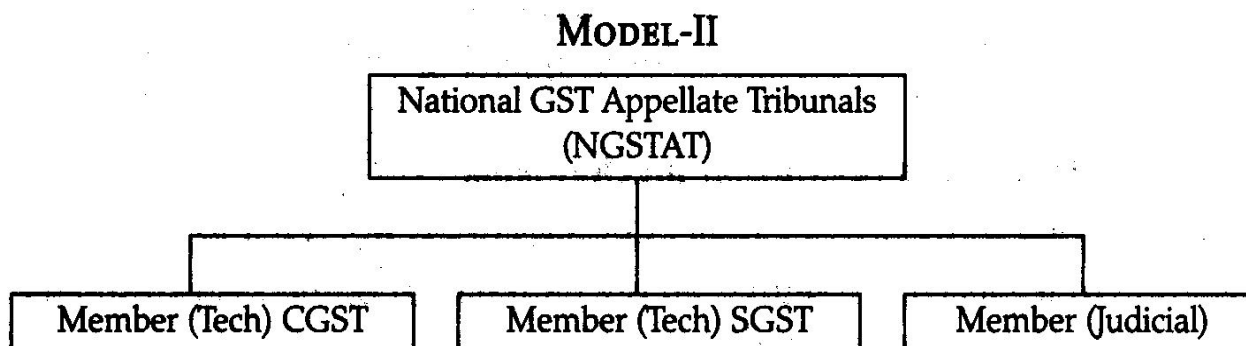 MODEL-II
National GST Appellate Tribunals
(NGSTAT)
Member (Tech) CGST
Member (Tech) SGST
Member (Judicial)